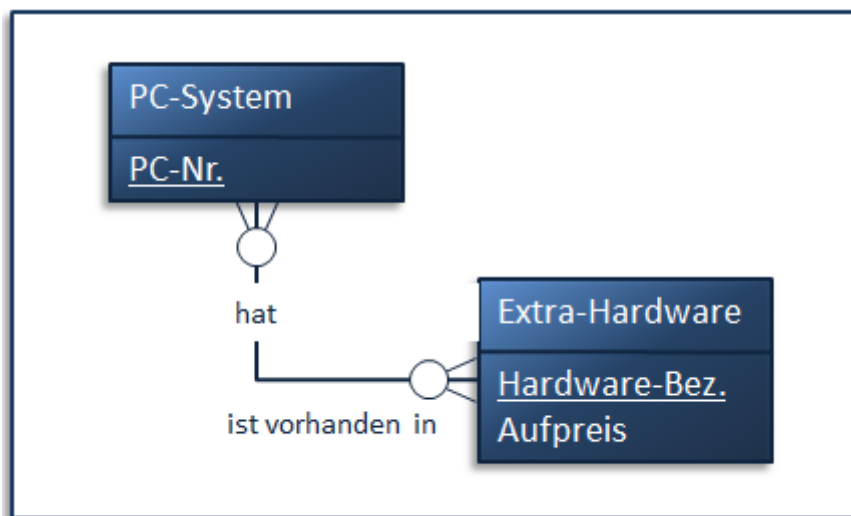 PC-System
PC-Nr.
hat
Extra-Hardware
Hardware-Bez.
Aufpreis
ist vorhanden in